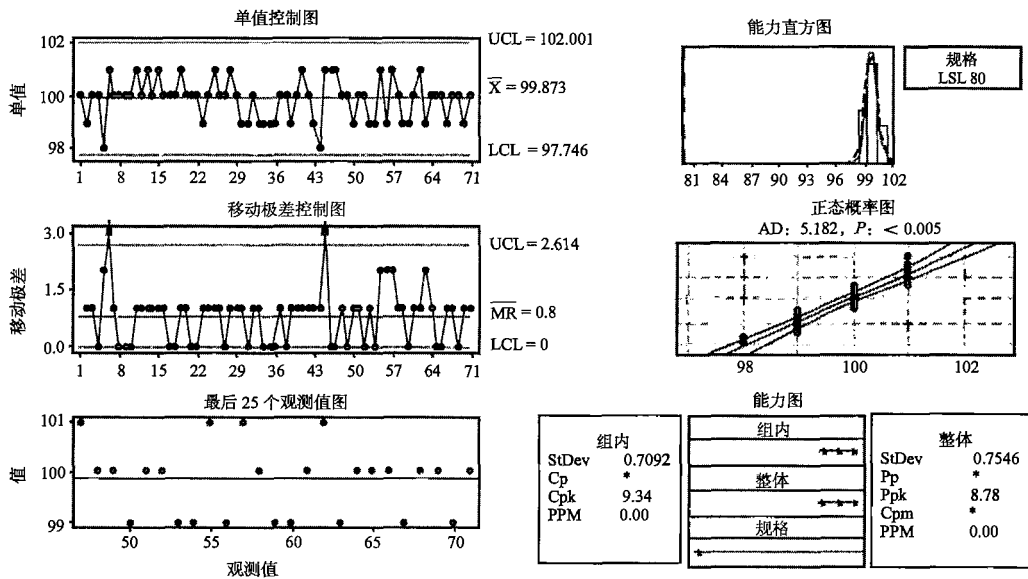 单值控制图
单值
102
100
98
1 8 15 22 29 36 43 50 57 64 71
UCL = 102.001
X̄ = 99.873
LCL = 97.746
移动极差控制图
移动极差
3.0
1.5
0.0
1 8 15 22 29 36 43 50 57 64 71
UCL = 2.614
M̄R̄ = 0.8
LCL = 0
最后 25 个观测值图
值
101
100
99
50 55 60 65 70
观测值
能力直方图
规格
LSL 80
81 84 87 90 93 96 99 102
正态概率图
AD: 5.182, P: < 0.005
98 100 102
能力图
组内
StDev 0.7092
Cp *
Cpk 9.34
PPM 0.00
组内
整体
规格
整体
StDev 0.7546
Pp *
Ppk 8.78
Cpm *
PPM 0.00